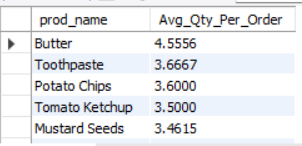 prod_name Avg_Qty_Per_Order
Butter 4.5556
Toothpaste 3.6667
Potato Chips 3.6000
Tomato Ketchup 3.5000
Mustard Seeds 3.4615